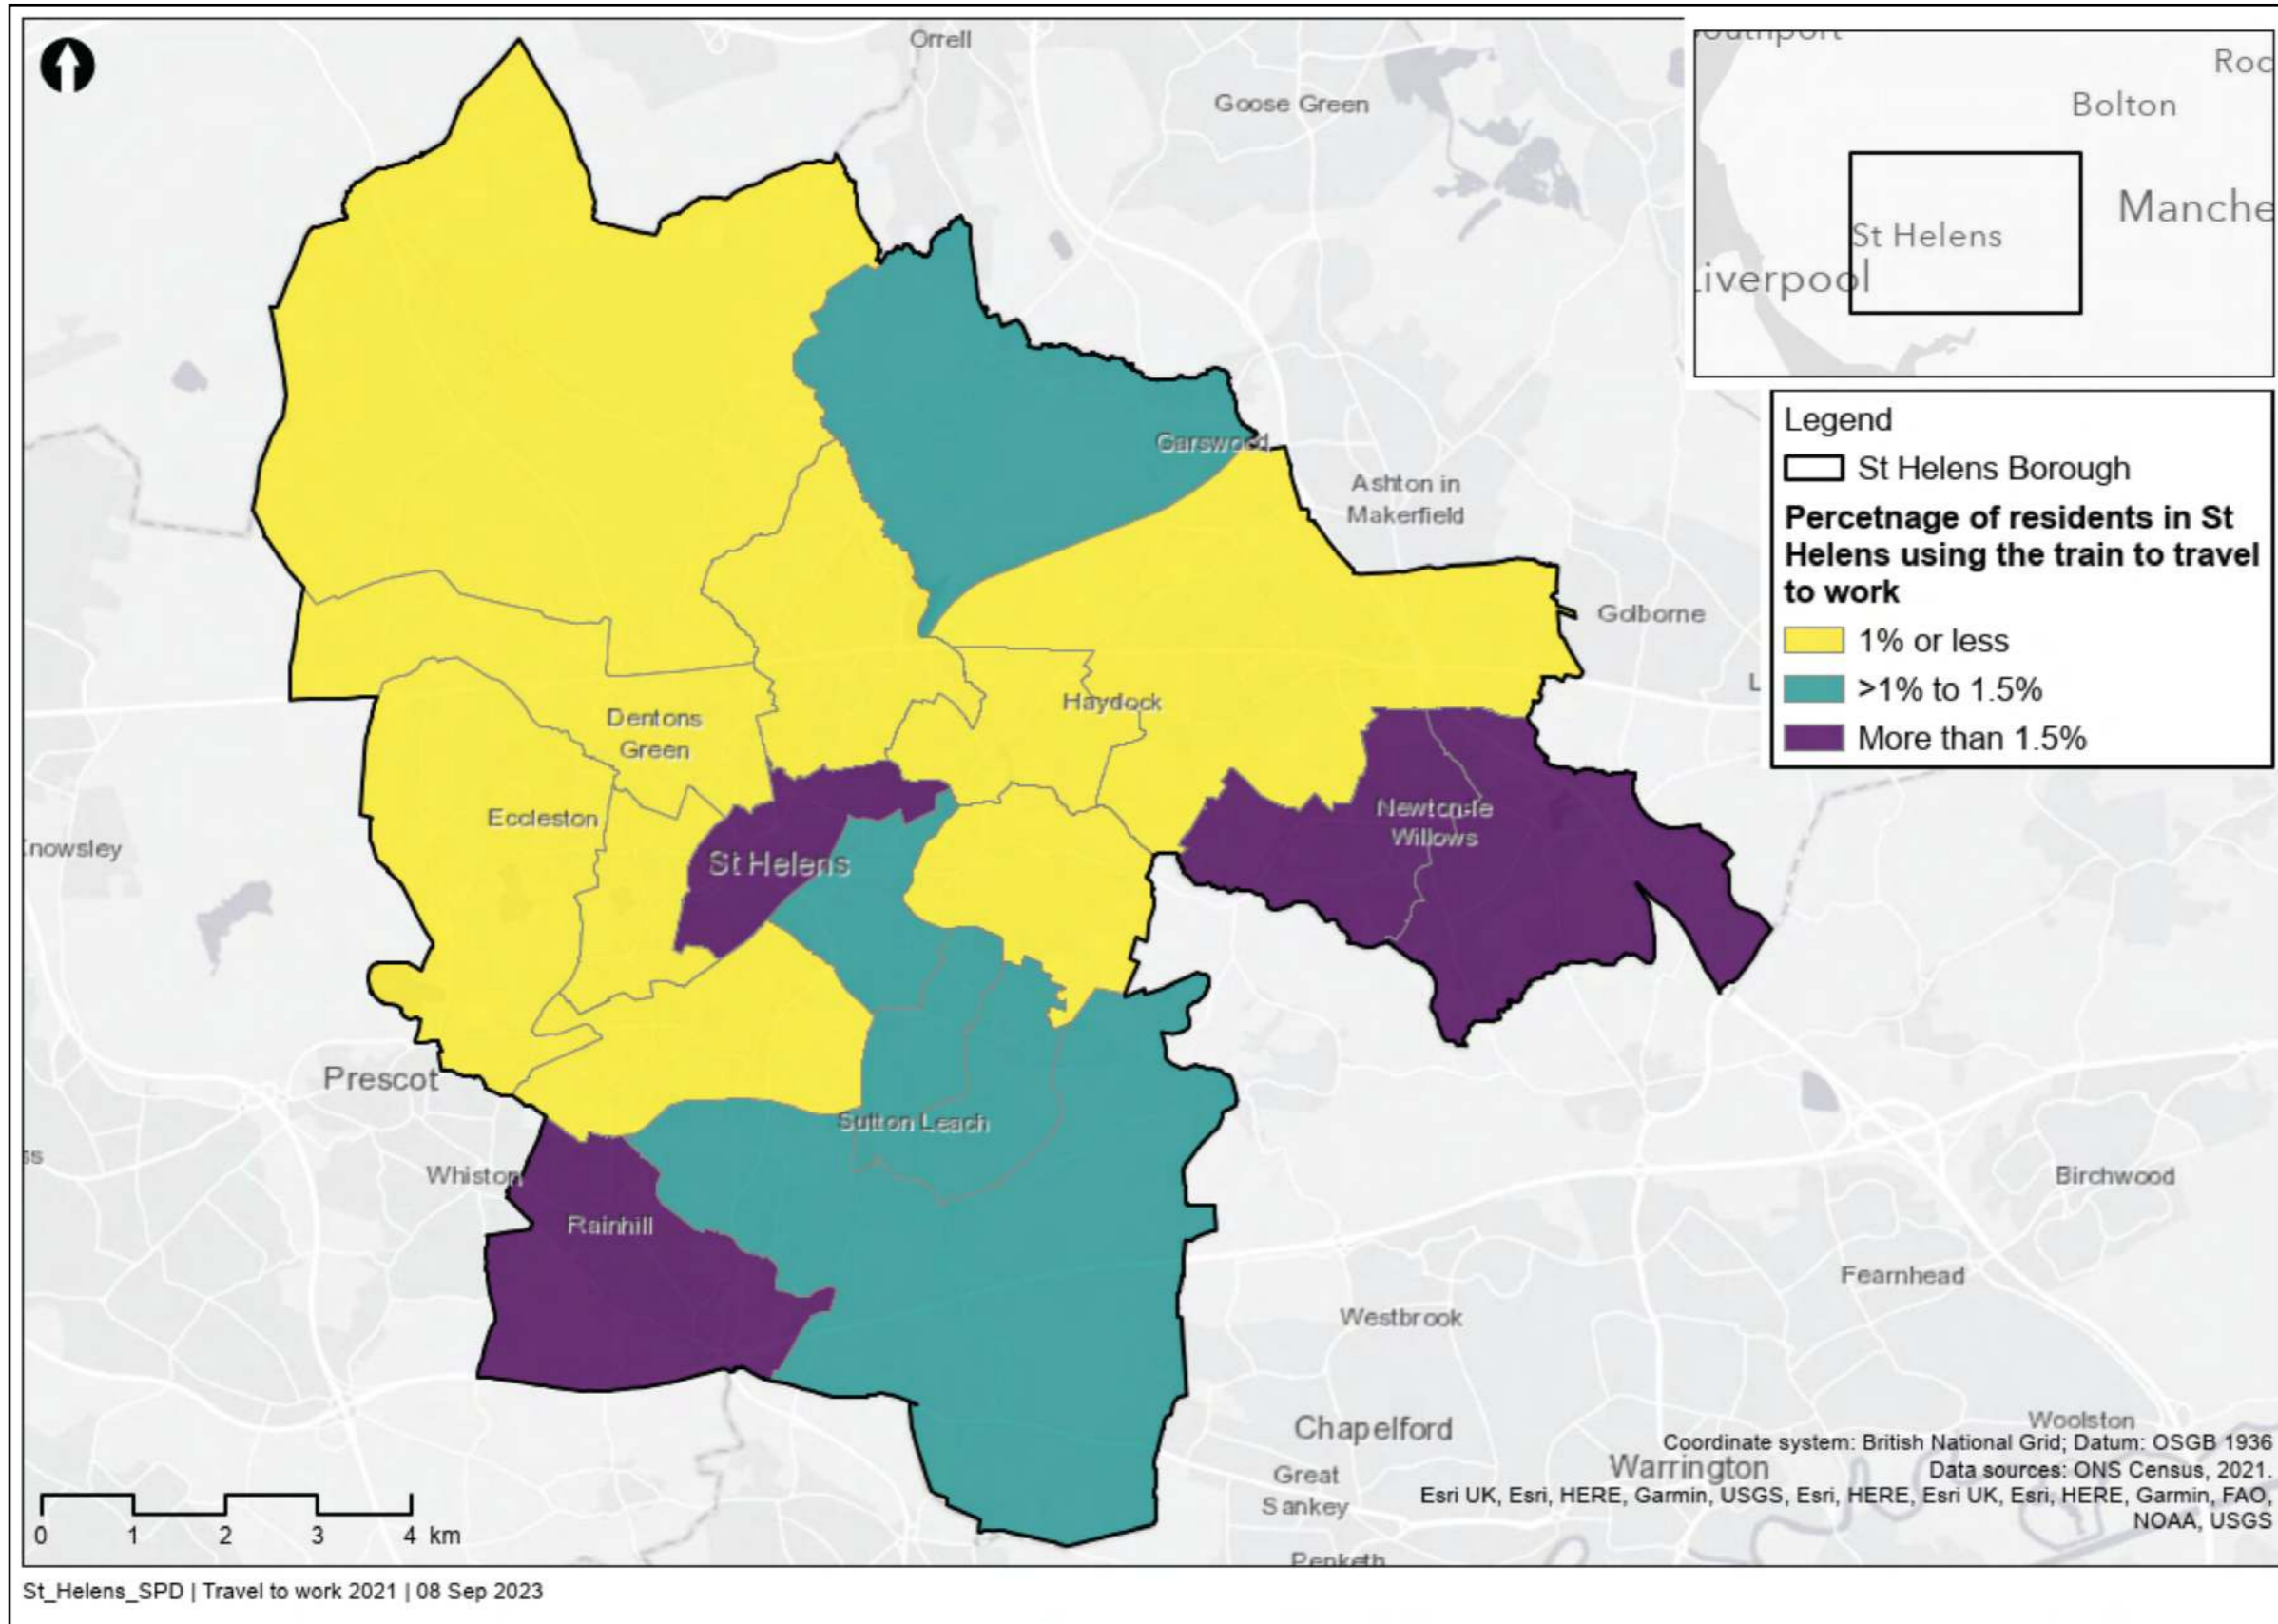 Orrell
Goose Green
Garswood
Ashton in
Makerfield
Golborne
Haydock
Dentons
Green
Eccleston
St Helens
Willows
Prescot
Sutton Leach
Whiston
Rainhill
Birchwood
Fearnhead
Westbrook
Chapelford
Great
Sankey
Warrington
Woolston
Penketh
Roc
Bolton
Manche
St Helens
iverpool
Legend
St Helens Borough
Percetnage of residents in St
Helens using the train to travel
to work
1% or less
>1% to 1.5%
More than 1.5%
L
nowsley
ss
0 1 2 3 4 km
Coordinate system: British National Grid; Datum: OSGB 1936
Data sources: ONS Census, 2021.
Esri UK, Esri, HERE, Garmin, USGS, Esri, HERE, Esri UK, Esri, HERE, Garmin, FAO,
NOAA, USGS
St_Helens_SPD | Travel to work 2021 | 08 Sep 2023